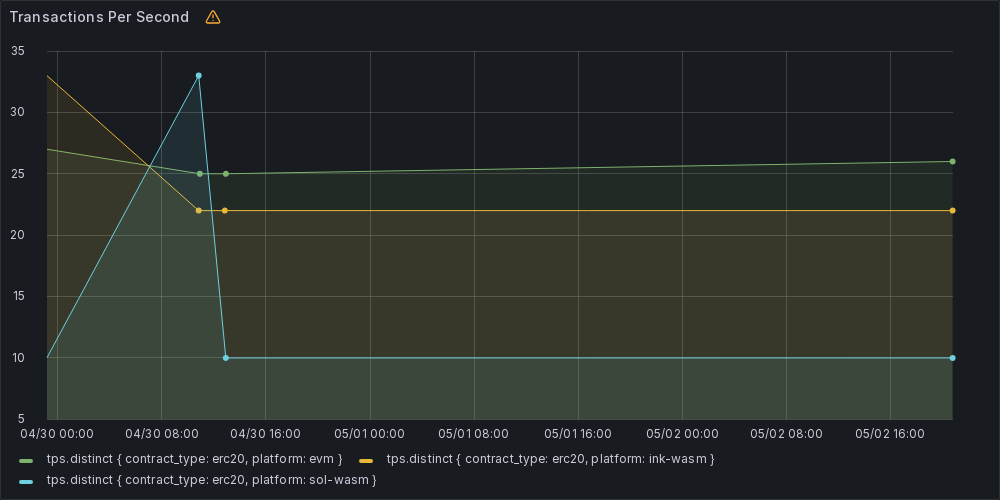 Transactions Per Second
35
30
25
20
15
10
5
04/30 00:00 04/30 08:00 04/30 16:00 05/01 00:00 05/01 08:00 05/01 16:00 05/02 00:00 05/02 08:00 05/02 16:00
tps.distinct { contract_type: erc20, platform: evm } tps.distinct { contract_type: erc20, platform: ink-wasm }
tps.distinct { contract_type: erc20, platform: sol-wasm }